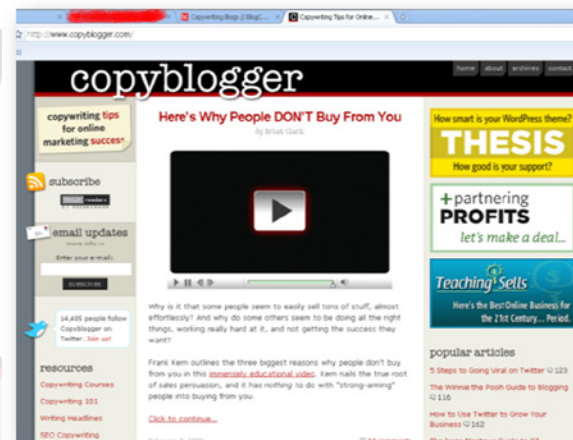 Copywriting Blogs // BlogC...
Copywriting Tips for Online...
http://www.copyblogger.com/
copyblogger
home
about
archives
contact
copywriting tips
for online
marketing success
subscribe
email updates
more info
Enter your e-mail:
SUBSCRIBE
14,435 people follow
Copyblogger on
Twitter. Join us!
resources
Copywriting Courses
Copywriting 101
Writing Headlines
SEO Copywriting
Here's Why People DON'T Buy From You
by Brian Clark
Why is it that some people seem to easily sell tons of stuff, almost
effortlessly? And why do some others seem to be doing all the right
things, working really hard at it, and not getting the success they
want?
Frank Kern outlines the three biggest reasons why people don't buy
from you in this immensely educational video. Kern nails the true root
of sales persuasion, and it has nothing to do with "strong-arming"
people into buying from you.
Click to continue...
How smart is your WordPress theme?
THESIS
How good is your support?
+partnering
PROFITS
let's make a deal...
Teaching Sells
Here's the Best Online Business for
the 21st Century... Period.
popular articles
5 Steps to Going Viral on Twitter 123
The Winnie the Pooh Guide to Blogging
116
How to Use Twitter to Grow Your
Business 162